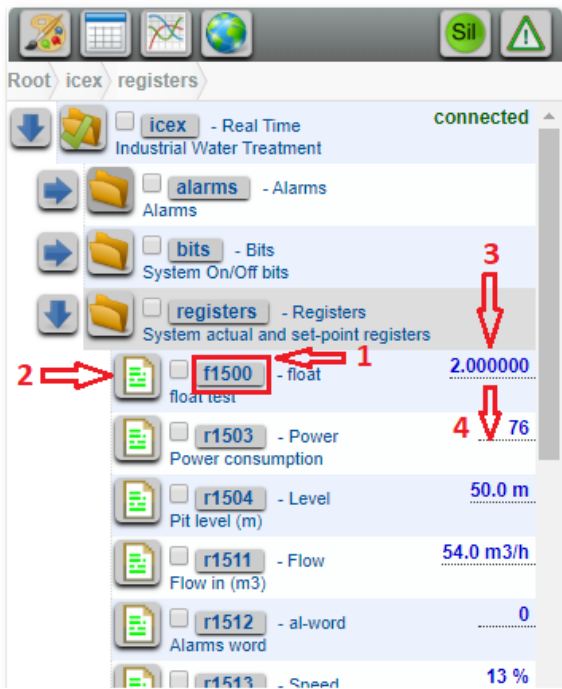 Sil
Root icex registers
icex - Real Time connected
Industrial Water Treatment
alarms - Alarms
Alarms
bits - Bits
System On/Off bits
3
registers - Registers
System actual and set-point registers
1
2 f1500 - float 2.000000
float test
r1503 - Power 4 76
Power consumption
r1504 - Level 50.0 m
Pit level (m)
r1511 - Flow 54.0 m3/h
Flow in (m3)
r1512 - al-word 0
Alarms word
r1513 - Speed 13 %